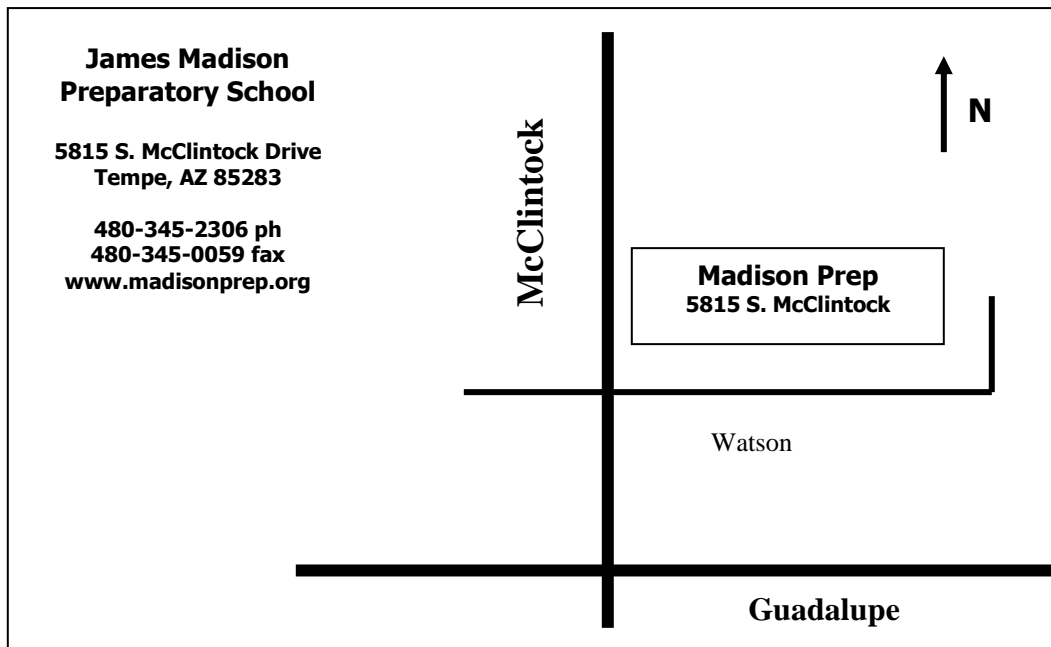 James Madison
Preparatory School
5815 S. McClintock Drive
Tempe, AZ 85283
480-345-2306 ph
480-345-0059 fax
www.madisonprep.org
McClintock
N
Madison Prep
5815 S. McClintock
Watson
Guadalupe